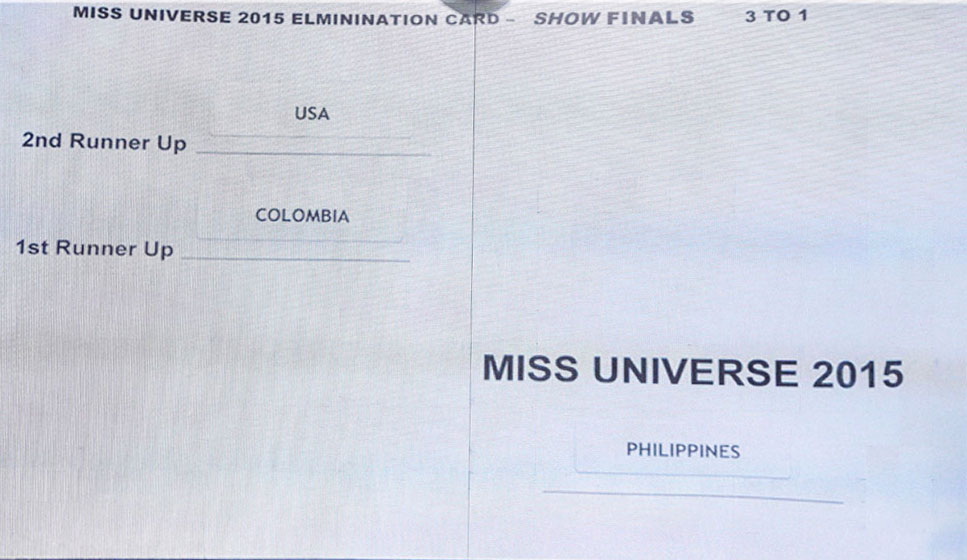 MISS UNIVERSE 2015 ELMININATION CARD – SHOW FINALS 3 TO 1
USA
2nd Runner Up
COLOMBIA
1st Runner Up
MISS UNIVERSE 2015
PHILIPPINES